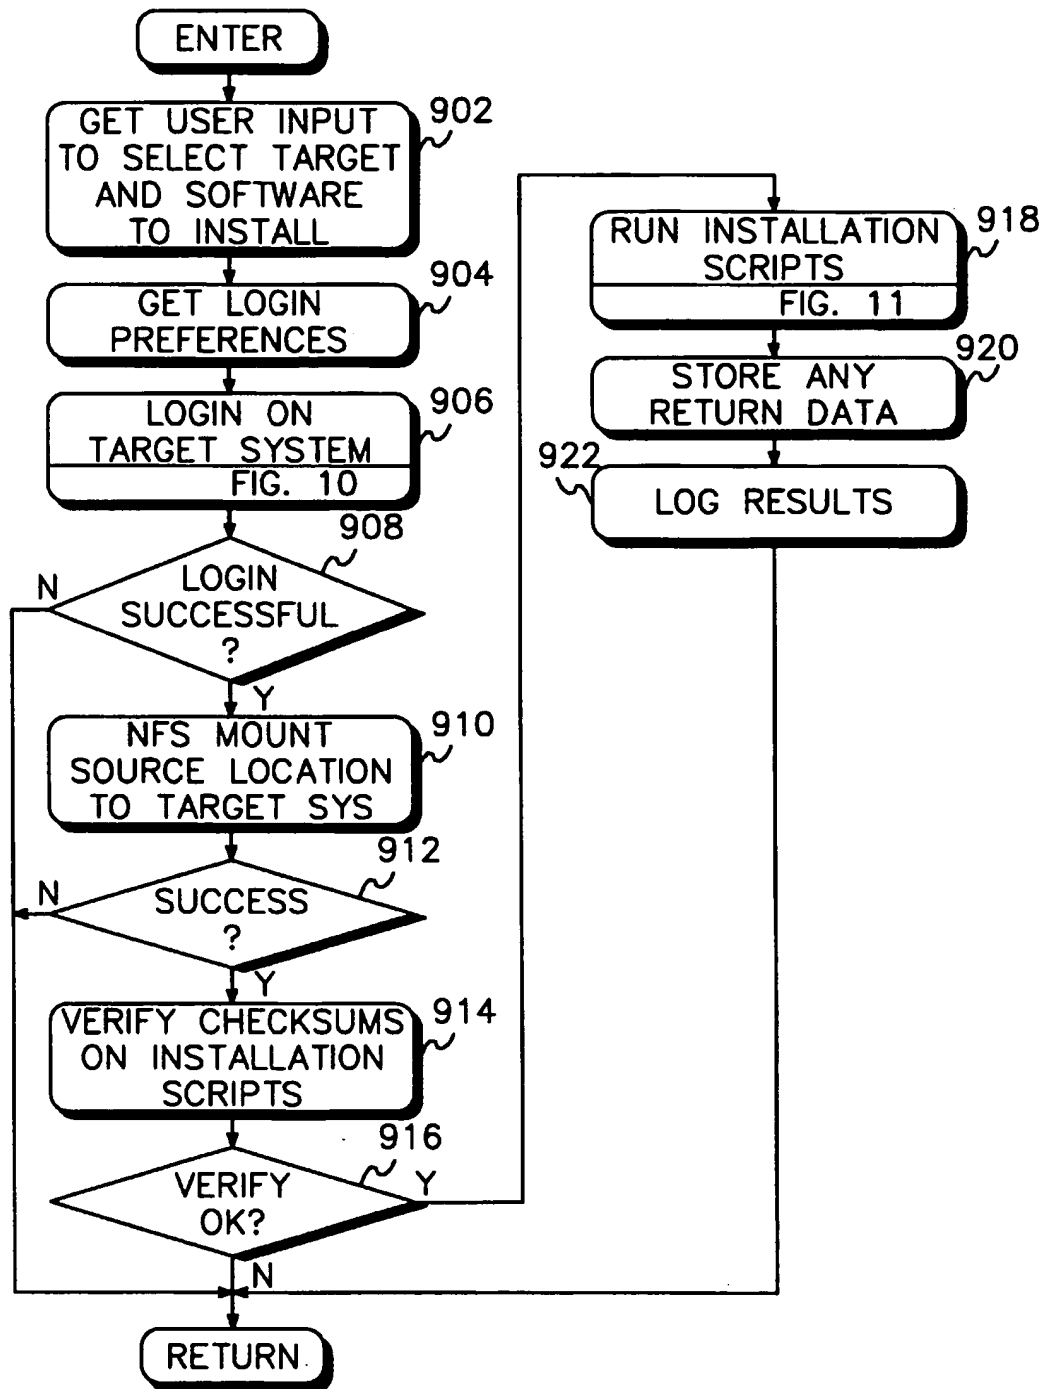 ENTER
902
GET USER INPUT
TO SELECT TARGET
AND SOFTWARE
TO INSTALL
904
GET LOGIN
PREFERENCES
906
LOGIN ON
TARGET SYSTEM
FIG. 10
908
N
LOGIN
SUCCESSFUL
?
Y
910
NFS MOUNT
SOURCE LOCATION
TO TARGET SYS
912
N
SUCCESS
?
Y
914
VERIFY CHECKSUMS
ON INSTALLATION
SCRIPTS
916
VERIFY
OK?
Y
N
918
RUN INSTALLATION
SCRIPTS
FIG. 11
920
STORE ANY
RETURN DATA
922
LOG RESULTS
RETURN